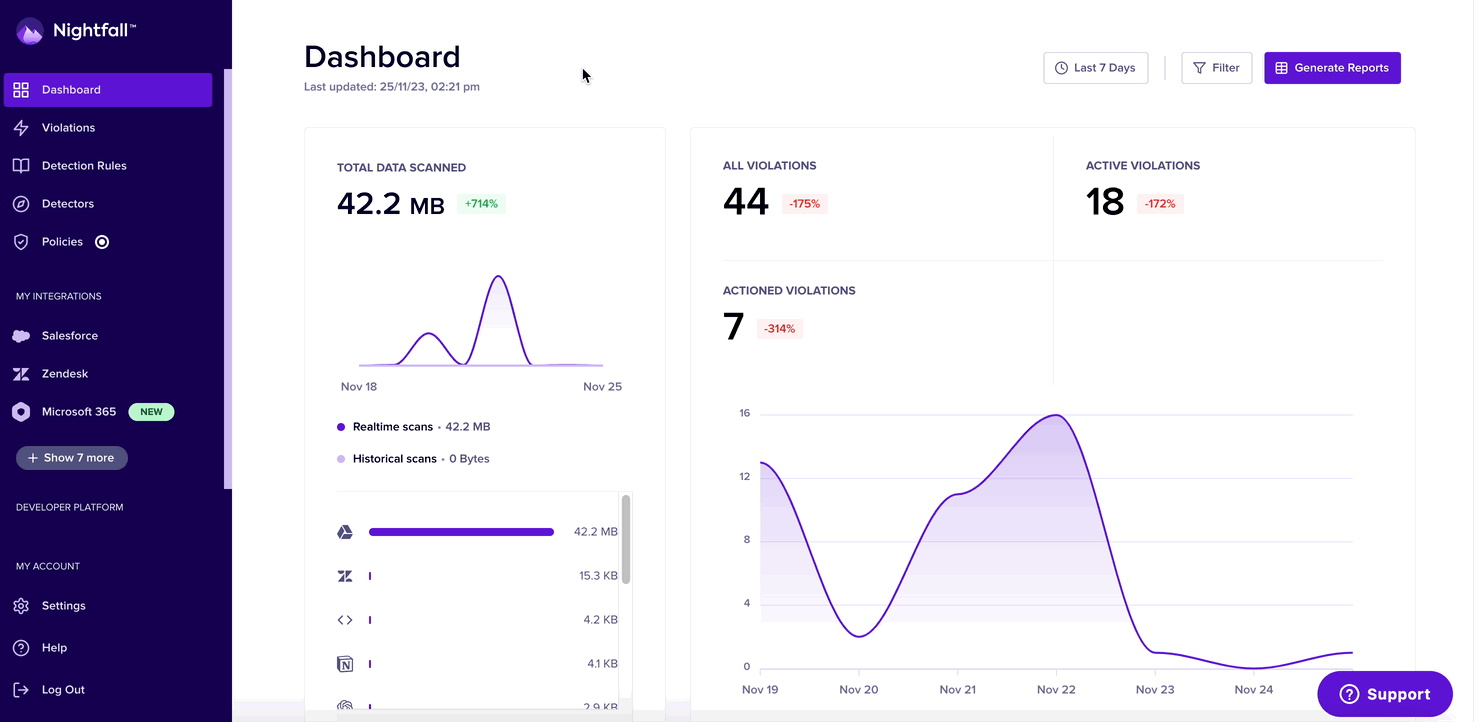 Nightfall™
Dashboard
Violations
Detection Rules
Detectors
Policies
MY INTEGRATIONS
Salesforce
Zendesk
Microsoft 365 NEW
+ Show 7 more
DEVELOPER PLATFORM
MY ACCOUNT
Settings
Help
Log Out
Dashboard
Last updated: 25/11/23, 02:21 pm
Last 7 Days
Filter
Generate Reports
TOTAL DATA SCANNED
42.2 MB +714%
Nov 18 Nov 25
Realtime scans • 42.2 MB
Historical scans • 0 Bytes
42.2 MB
15.3 KB
4.2 KB
4.1 KB
2.9 KB
ALL VIOLATIONS
44 -175%
ACTIVE VIOLATIONS
18 -172%
ACTIONED VIOLATIONS
7 -314%
16
12
8
4
0
Nov 19 Nov 20 Nov 21 Nov 22 Nov 23 Nov 24
Support